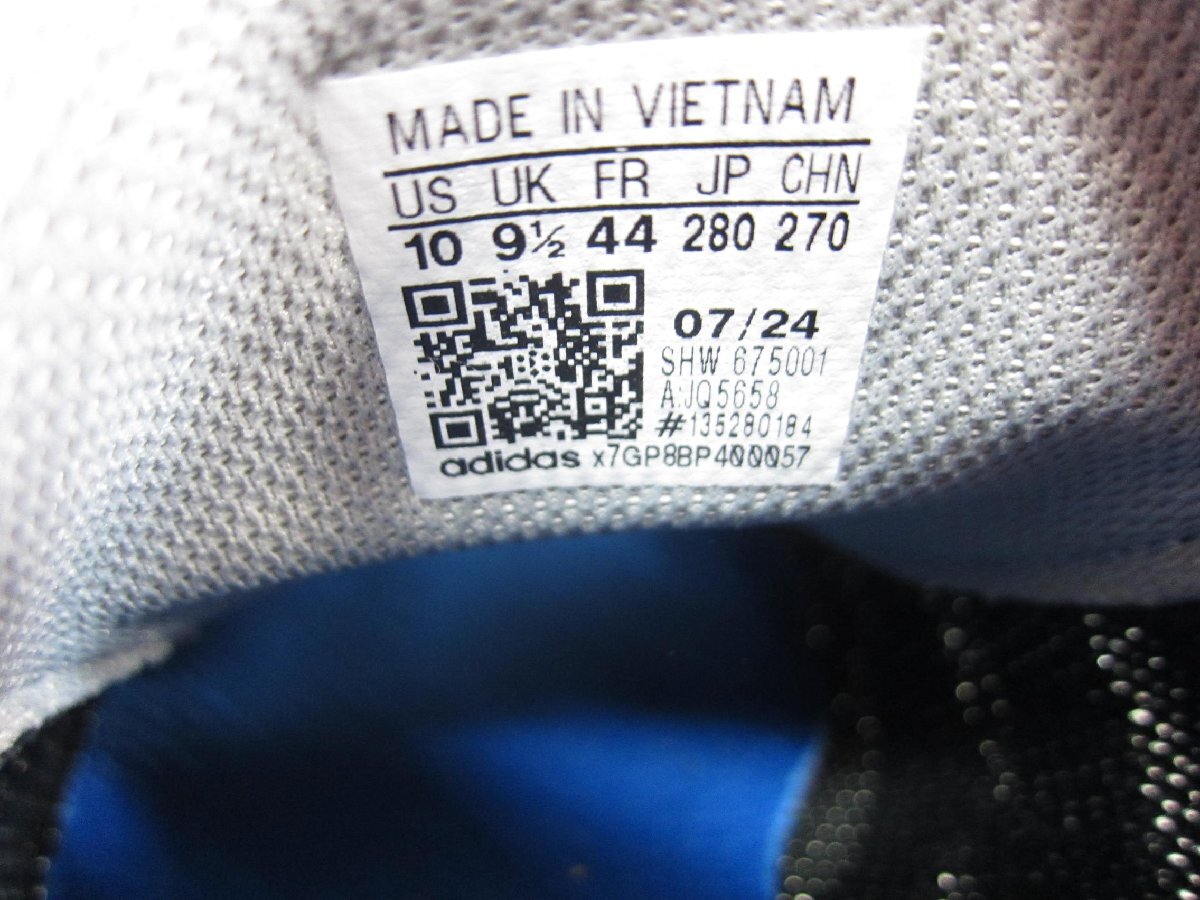 MADE IN VIETNAM
US UK FR JP CHN
10 9½ 44 280 270
07/24
SHW 675001
A:JQ5658
#135280184
adidas x7GP8BP400057